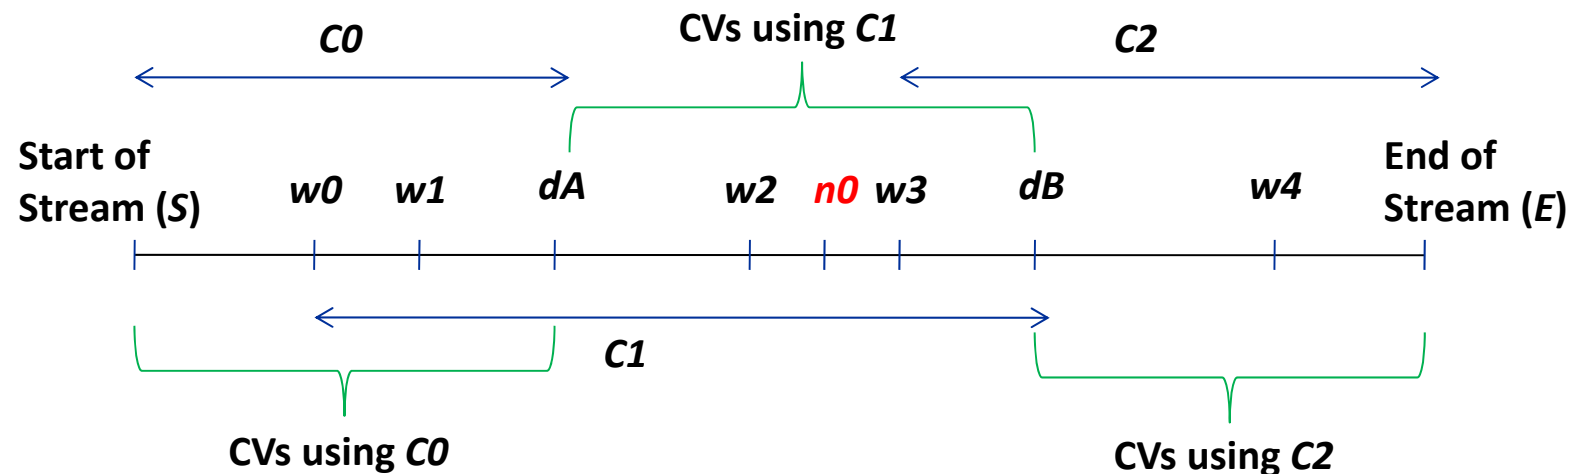 C0
CVs using C1
C2
Start of
Stream (S)
w0
w1
dA
w2
n0
w3
dB
w4
End of
Stream (E)
C1
CVs using C0
CVs using C2